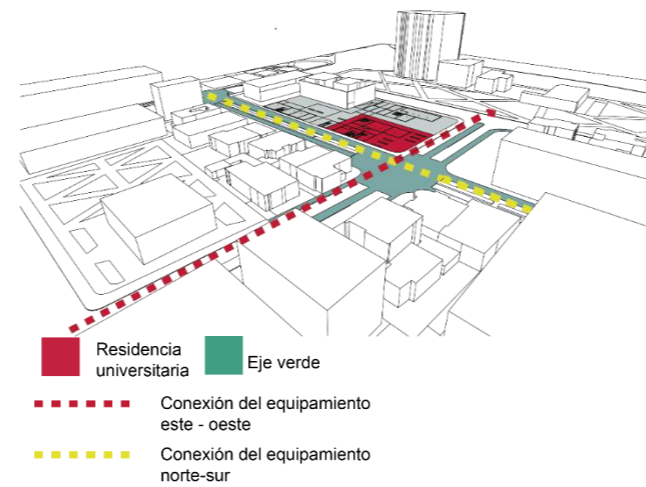 Residencia
universitaria
Eje verde
Conexión del equipamiento
este - oeste
Conexión del equipamiento
norte-sur